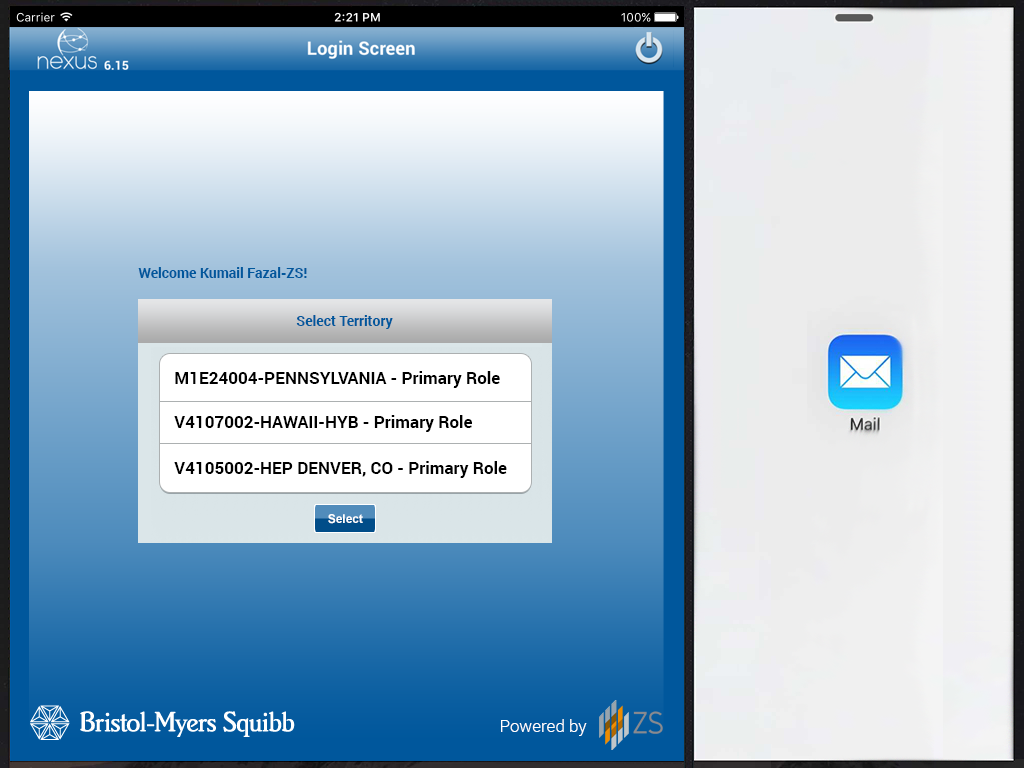 Carrier 2:21 PM 100%
nexus 6.15
Login Screen
Welcome Kumail Fazal-ZS!
Select Territory
M1E24004-PENNSYLVANIA - Primary Role
V4107002-HAWAII-HYB - Primary Role
V4105002-HEP DENVER, CO - Primary Role
Select
Mail
Bristol-Myers Squibb
Powered by ZS